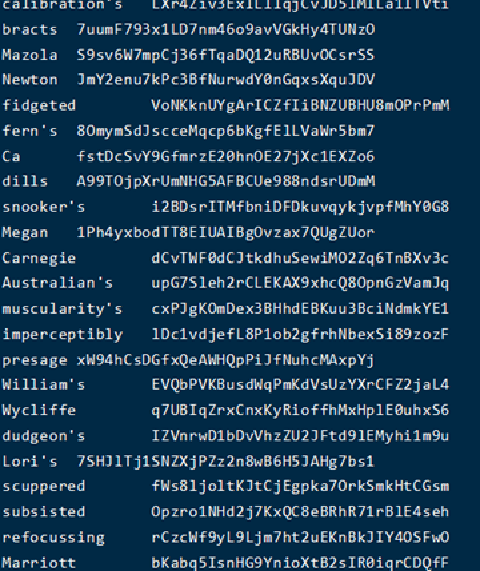 calibration's
bracts 7uumF793x1LD7nm46o9avVGkHy4TUNzO
Mazola S9sv6W7mpCj36fTqaDQ12uRBUvOCsrSS
Newton JmY2enu7kPc3BfNurwdY0nGqxsXquJDV
fidgeted VoNKknUYgArICZfIiBNZUBHU8mOPrPmM
fern's 8OmymSdJscceMqcp6bKgfE1LVaWr5bm7
Ca fstDcSvY9GfmrzE20hnOE27jXc1EXZo6
dills A99TOjpXrUmNHG5AFBCUe988ndsrUDmM
snooker's i2BDsrITMfbniDFDkuvqykjvpfMhY0G8
Megan 1Ph4yxbodTT8EIUAIBgOvzax7QUgZUor
Carnegie dCvTWF0dCJtkdhuSewiMO2Zq6TnBXv3c
Australian's upG7Sleh2rCLEKAX9xhcQ8OpnGzVamJq
muscularity's cxPJgKOmDex3BHhdEBKuu3BciNdmkYE1
imperceptibly lDc1vdjefL8P1ob2gfrhNbexSi89zozF
presage xW94hCsDGfxQeAWHQpPiJfNuhcMAxpYj
William's EVQbPVKBusdWqPmKdVsUzYXrCFZ2jaL4
Wycliffe q7UBIqZrxCnxKyRioffhMxHplE0uhxS6
dudgeon's IZVnrwD1bDvVhzZU2JFtd9lEMyhi1m9u
Lori's 7SHJlTj1SNZXjPZz2n8wB6H5JAHg7bs1
scuppered fWs8ljoltKJtCjEgpka7OrkSmkHtCGsm
subsisted Opzro1NHd2j7KxQC8eBRhR71rBlE4seh
refocussing rCzcWf9yL9Ljm7ht2uEKnBkJIY4OSFwO
Marriott bKabq5IsnHG9YnioXtB2sIR0iqrCDQfF